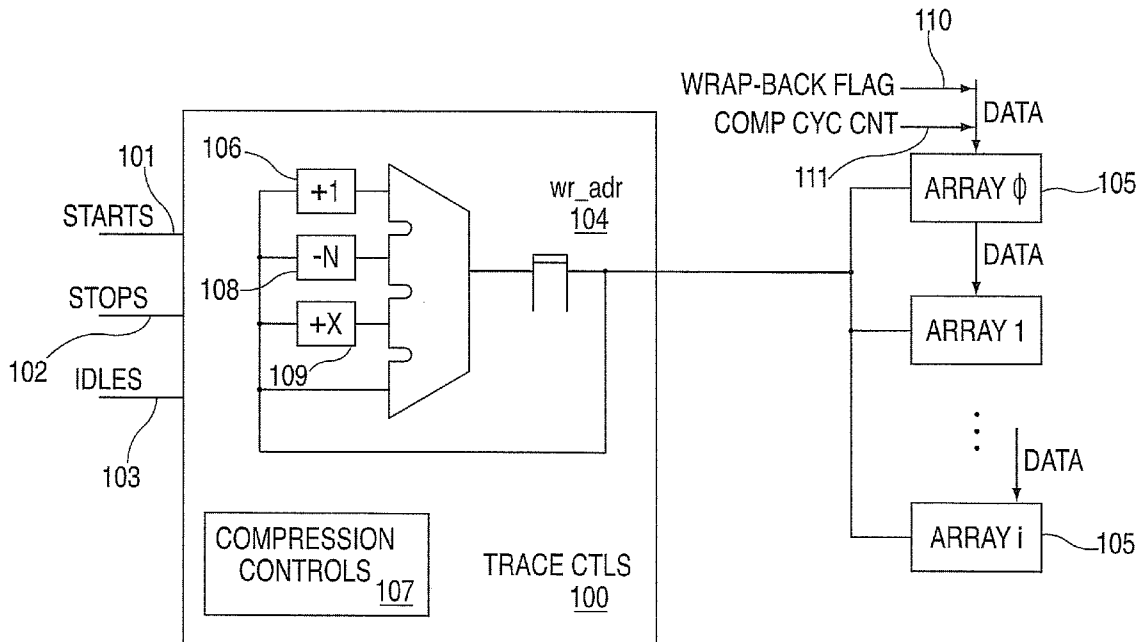 110
WRAP-BACK FLAG
DATA
COMP CYC CNT
111
ARRAY ϕ
105
101
STARTS
106
+1
wr_adr
104
-N
108
DATA
STOPS
102
+X
109
ARRAY 1
IDLES
103
DATA
COMPRESSION
CONTROLS
107
TRACE CTLS
100
ARRAY i
105